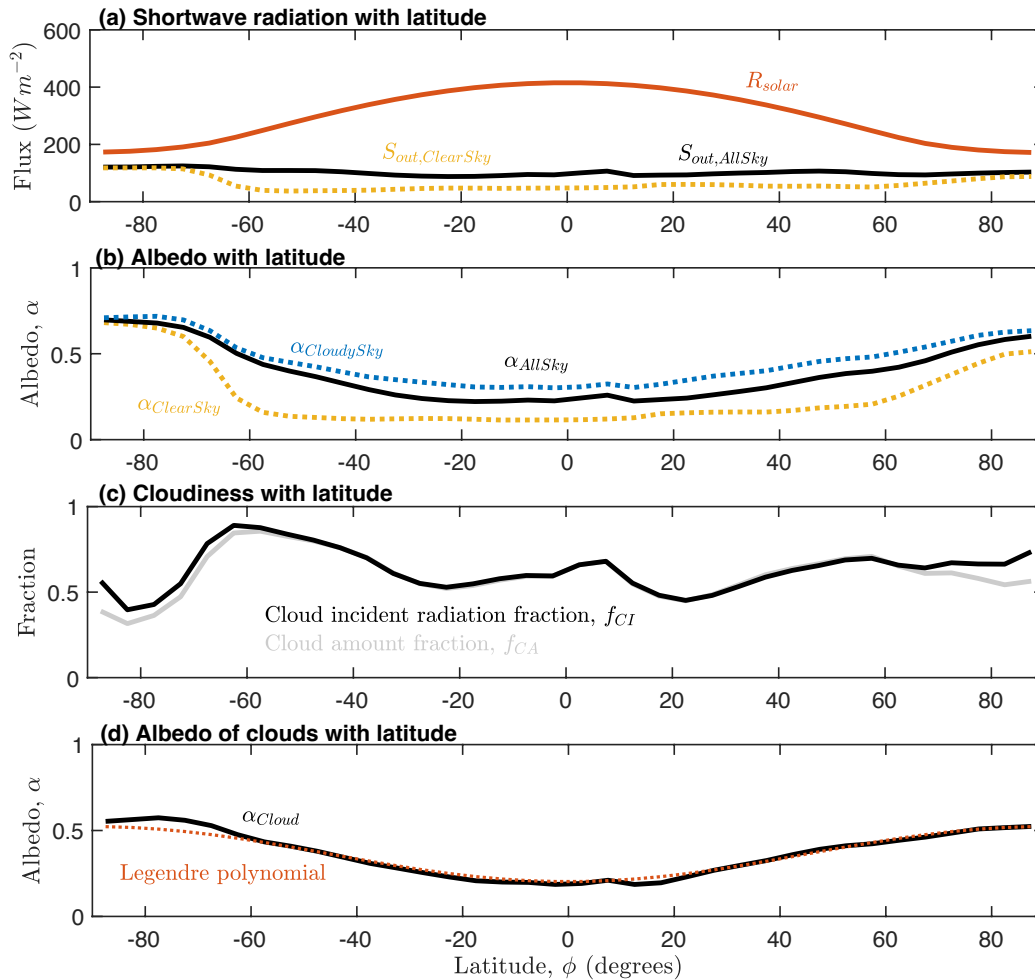 (a) Shortwave radiation with latitude
600
400
200
0
Flux (Wm⁻²)
R_solar
S_out,ClearSky
S_out,AllSky
-80 -60 -40 -20 0 20 40 60 80
(b) Albedo with latitude
1
0.5
0
Albedo, α
α_CloudySky
α_AllSky
α_ClearSky
-80 -60 -40 -20 0 20 40 60 80
(c) Cloudiness with latitude
1
0.5
0
Fraction
Cloud incident radiation fraction, f_CI
Cloud amount fraction, f_CA
-80 -60 -40 -20 0 20 40 60 80
(d) Albedo of clouds with latitude
1
0.5
0
Albedo, α
α_Cloud
Legendre polynomial
-80 -60 -40 -20 0 20 40 60 80
Latitude, ϕ (degrees)